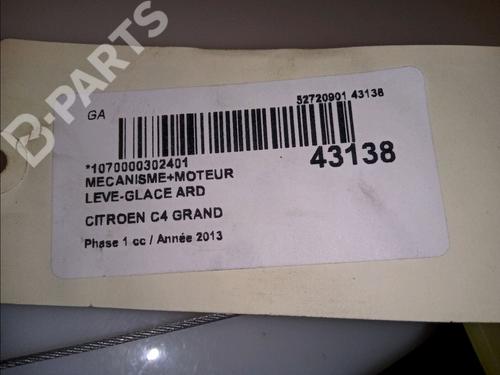 B-PARTS
GA
52720901 43138
*1070000302401
43138
MECANISME+MOTEUR
LEVE-GLACE ARD
CITROEN C4 GRAND
Phase 1 cc / Année 2013